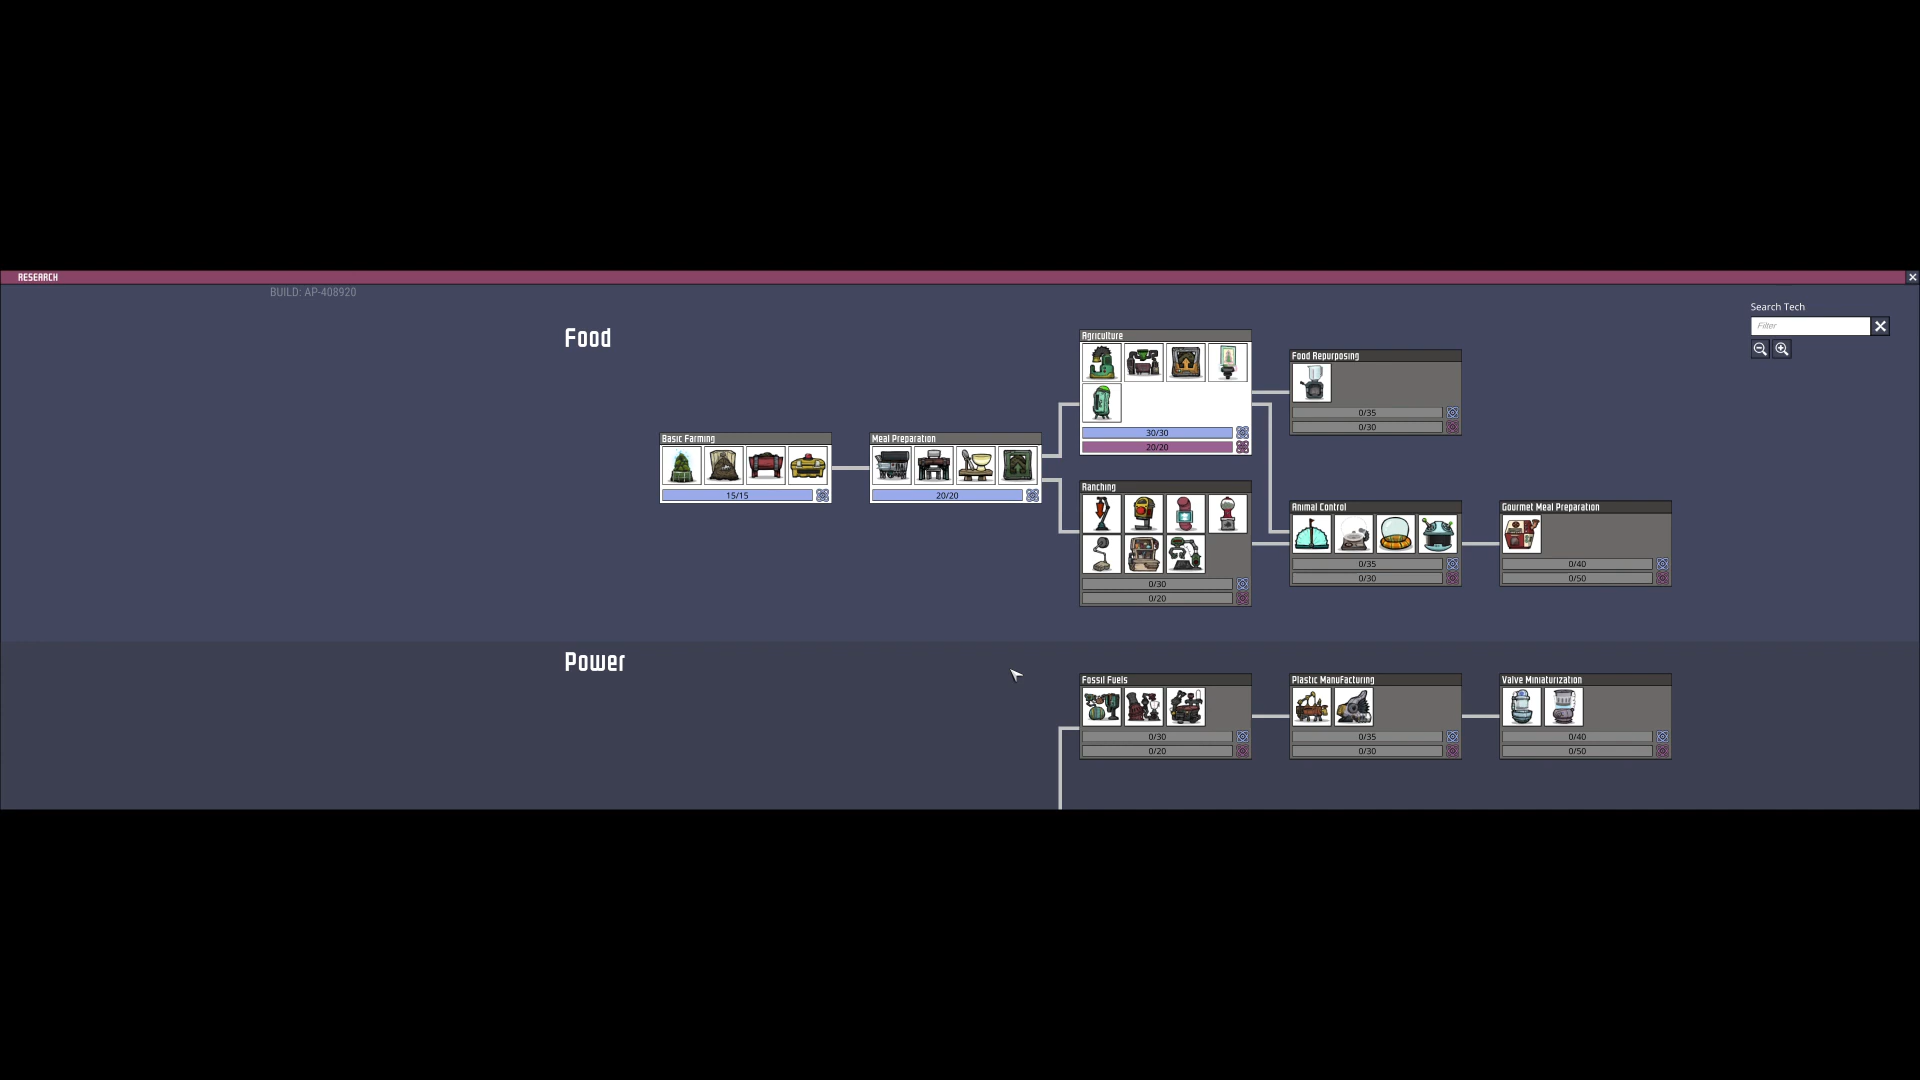 RESEARCH
BUILD: AP-408920
Search Tech
Filter
Food
Agriculture
30/30
20/20
Food Repurposing
0/35
0/30
Basic Farming
15/15
Meal Preparation
20/20
Ranching
0/30
0/20
Animal Control
0/35
0/30
Gourmet Meal Preparation
0/40
0/50
Power
Fossil Fuels
0/30
0/20
Plastic Manufacturing
0/35
0/30
Valve Miniaturization
0/40
0/50